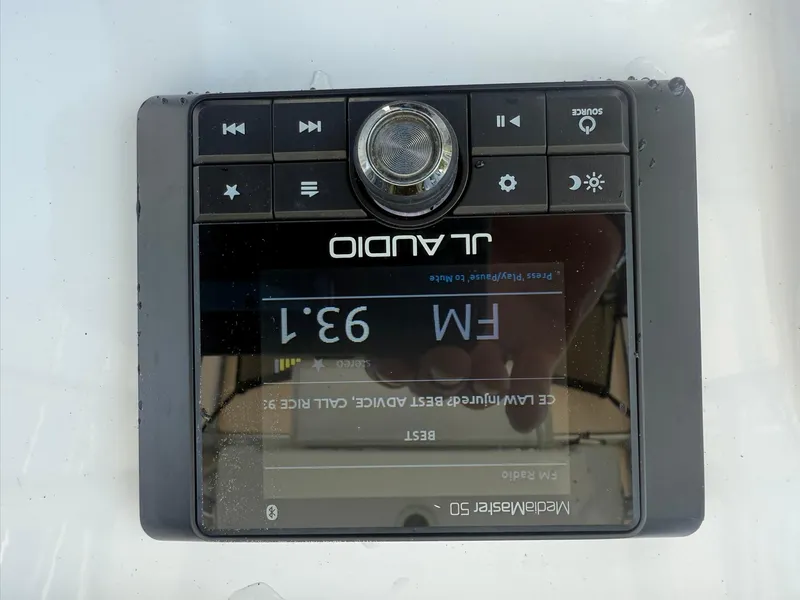 MediaMaster 50
FM Radio
BEST
CE LAW Injured? BEST ADVICE, CALL RICE 93
stereo
FM 93.1
Press 'Play/Pause' to Mute
JL AUDIO
SOURCE